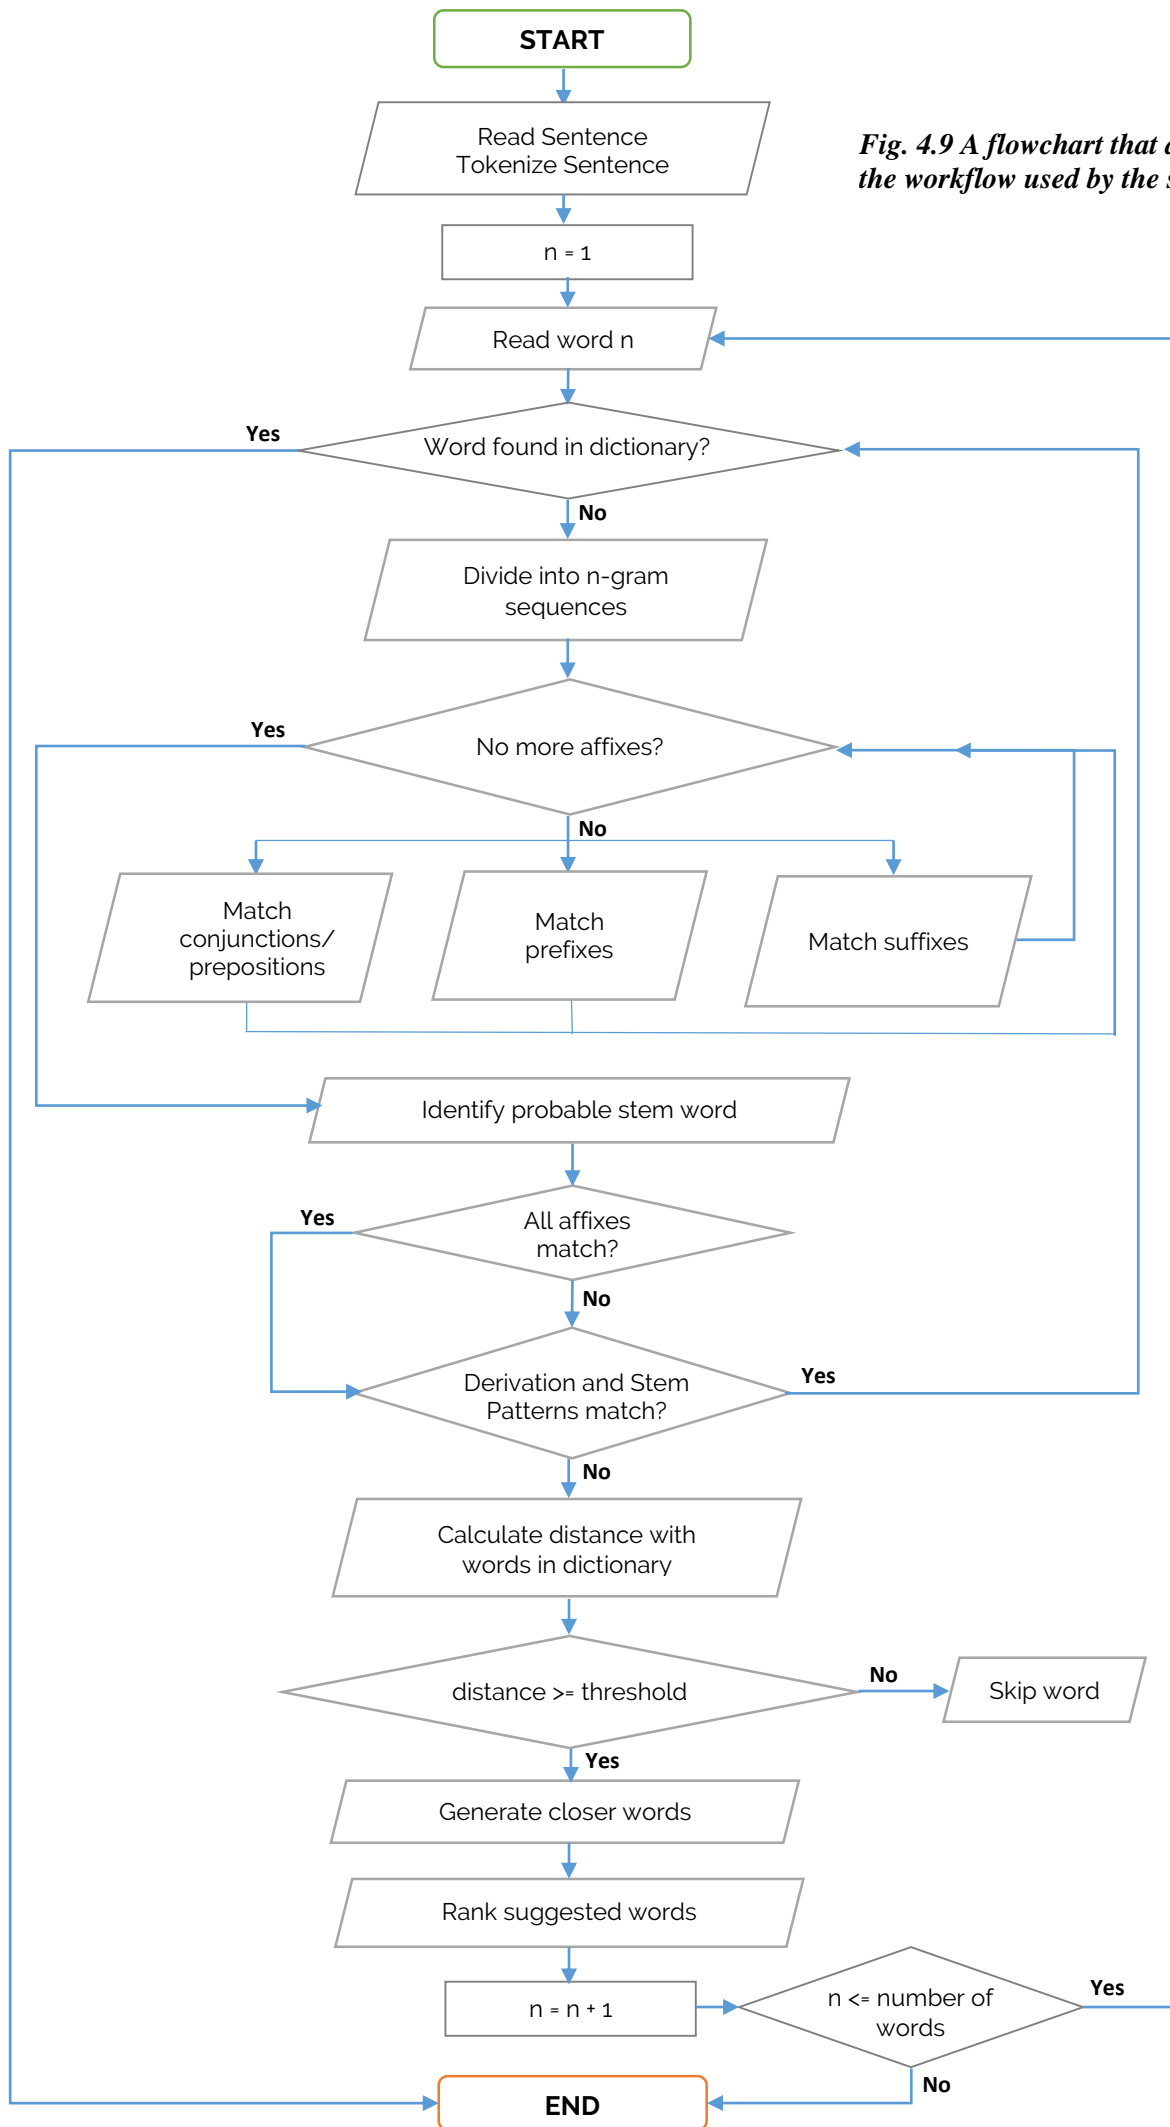 START
Read Sentence
Tokenize Sentence
Fig. 4.9 A flowchart that
the workflow used by the
n = 1
Read word n
Yes
Word found in dictionary?
No
Divide into n-gram
sequences
Yes
No more affixes?
No
Match
conjunctions/
prepositions
Match
prefixes
Match suffixes
Identify probable stem word
Yes
All affixes
match?
No
Derivation and Stem
Patterns match?
Yes
No
Calculate distance with
words in dictionary
distance >= threshold
No
Skip word
Yes
Generate closer words
Rank suggested words
n = n + 1
n <= number of
words
Yes
No
END